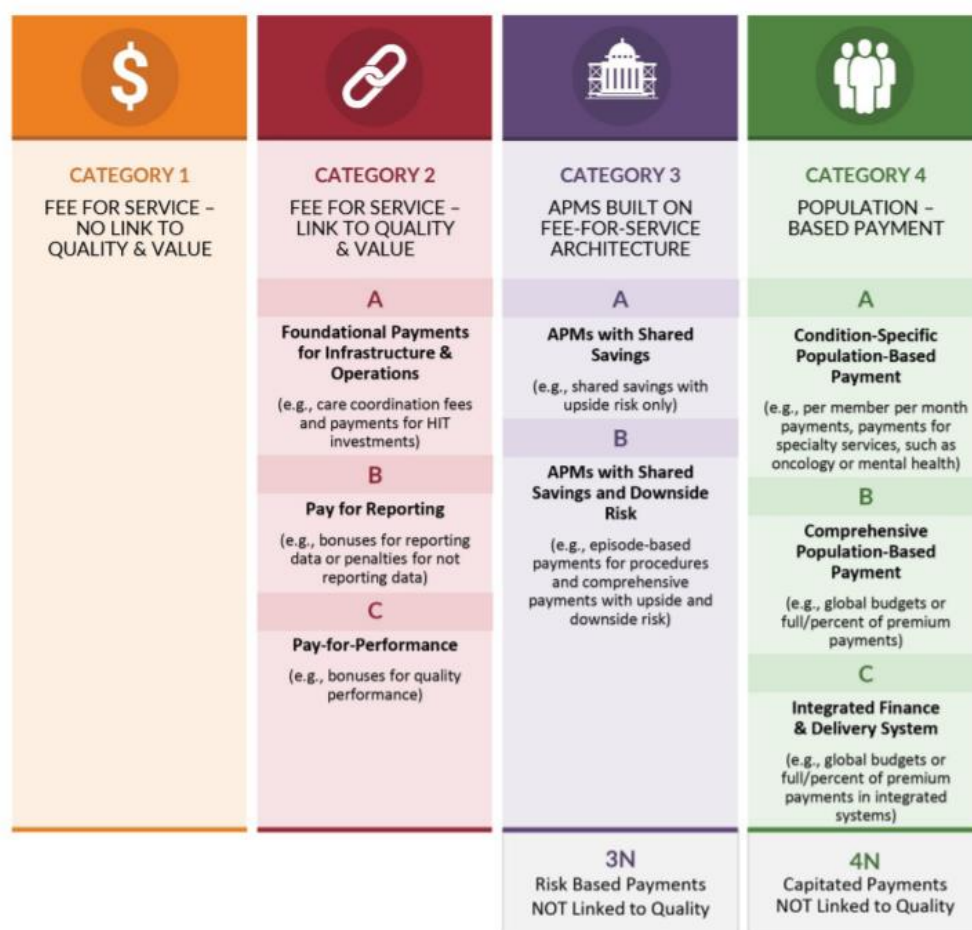 $
CATEGORY 1
FEE FOR SERVICE –
NO LINK TO
QUALITY & VALUE
CATEGORY 2
FEE FOR SERVICE –
LINK TO QUALITY
& VALUE
A
Foundational Payments
for Infrastructure &
Operations
(e.g., care coordination fees
and payments for HIT
investments)
B
Pay for Reporting
(e.g., bonuses for reporting
data or penalties for not
reporting data)
C
Pay-for-Performance
(e.g., bonuses for quality
performance)
CATEGORY 3
APMS BUILT ON
FEE-FOR-SERVICE
ARCHITECTURE
A
APMs with Shared
Savings
(e.g., shared savings with
upside risk only)
B
APMs with Shared
Savings and Downside
Risk
(e.g., episode-based
payments for procedures
and comprehensive
payments with upside and
downside risk)
3N
Risk Based Payments
NOT Linked to Quality
CATEGORY 4
POPULATION –
BASED PAYMENT
A
Condition-Specific
Population-Based
Payment
(e.g., per member per month
payments, payments for
specialty services, such as
oncology or mental health)
B
Comprehensive
Population-Based
Payment
(e.g., global budgets or
full/percent of premium
payments)
C
Integrated Finance
& Delivery System
(e.g., global budgets or
full/percent of premium
payments in integrated
systems)
4N
Capitated Payments
NOT Linked to Quality